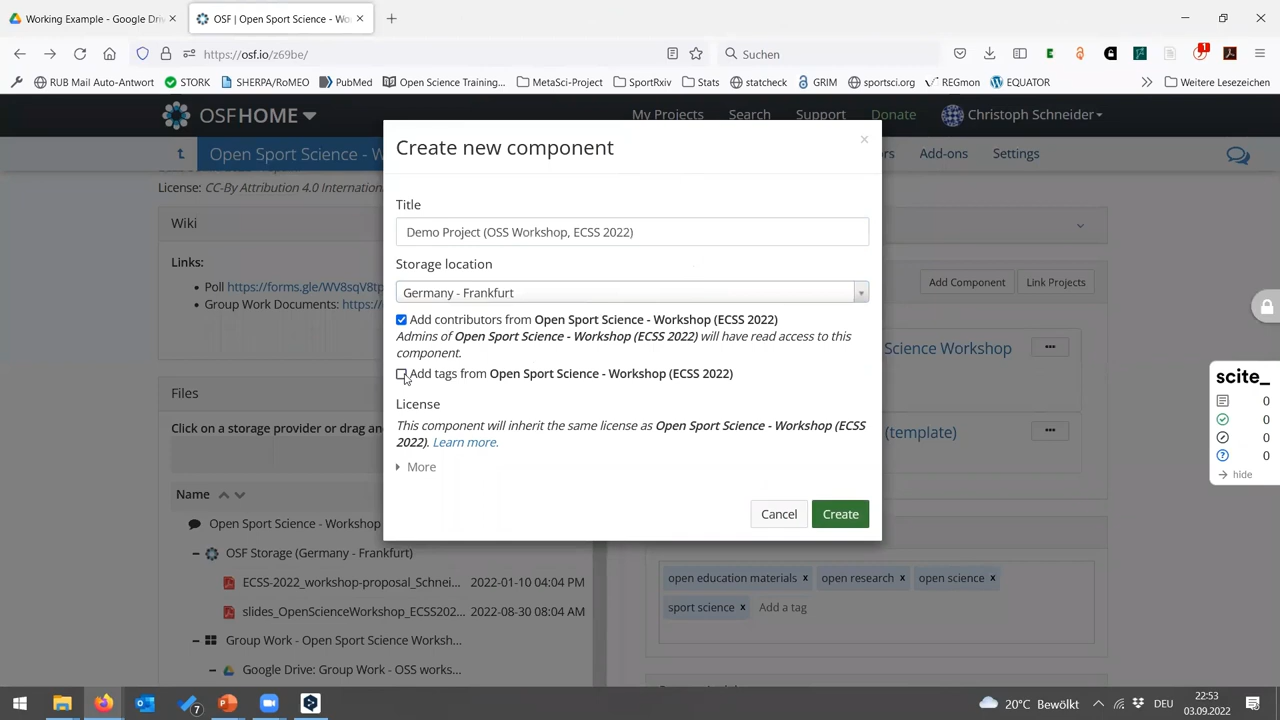 Working Example - Google Driv
OSF | Open Sport Science - Wo
https://osf.io/z69be/
Suchen
1
RUB Mail Auto-Antwort
STORK
SHERPA/RoMEO
PubMed
Open Science Training...
MetaSci-Project
SportRxiv
Stats
statcheck
GRIM
sportsci.org
REGmon
EQUATOR
Weitere Lesezeichen
OSFHOME
My Projects
Search
Support
Donate
Christoph Schneider
Open Sport Science - W
rs
Add-ons
Settings
License: CC-By Attribution 4.0 Internation
Wiki
Links:
Poll https://forms.gle/WV8sqV8tp
Group Work Documents: https:/
Files
Click on a storage provider or drag and
Name
Open Sport Science - Workshop
OSF Storage (Germany - Frankfurt)
ECSS-2022_workshop-proposal_Schnei... 2022-01-10 04:04 PM
slides_OpenScienceWorkshop_ECSS202... 2022-08-30 08:04 AM
Group Work - Open Sport Science Worksh...
Google Drive: Group Work - OSS works...
Create new component
×
Title
Demo Project (OSS Workshop, ECSS 2022)
Storage location
Germany - Frankfurt
Add contributors from Open Sport Science - Workshop (ECSS 2022)
Admins of Open Sport Science - Workshop (ECSS 2022) will have read access to this
component.
Add tags from Open Sport Science - Workshop (ECSS 2022)
License
This component will inherit the same license as Open Sport Science - Workshop (ECSS
2022). Learn more.
More
Cancel
Create
Add Component
Link Projects
Science Workshop
(template)
open education materials x
open research x
open science x
sport science x
Add a tag
scite_
0
0
0
0
hide
7
20°C Bewölkt
DEU
22:53
03.09.2022